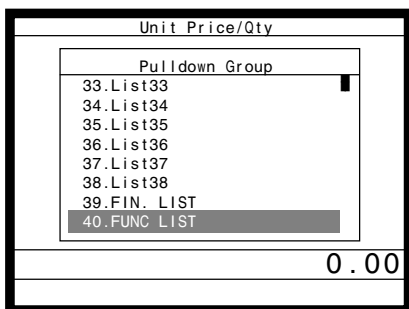 Unit Price/Qty
Pulldown Group
33.List33
34.List34
35.List35
36.List36
37.List37
38.List38
39.FIN. LIST
40.FUNC LIST
0.00